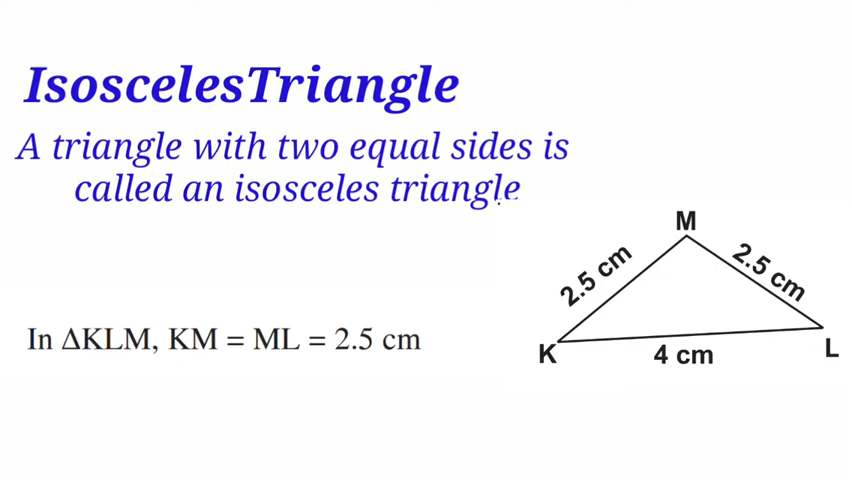 IsoscelesTriangle
A triangle with two equal sides is
called an isosceles triangle
M
2.5 cm
2.5 cm
In ΔKLM, KM = ML = 2.5 cm
K
4 cm
L